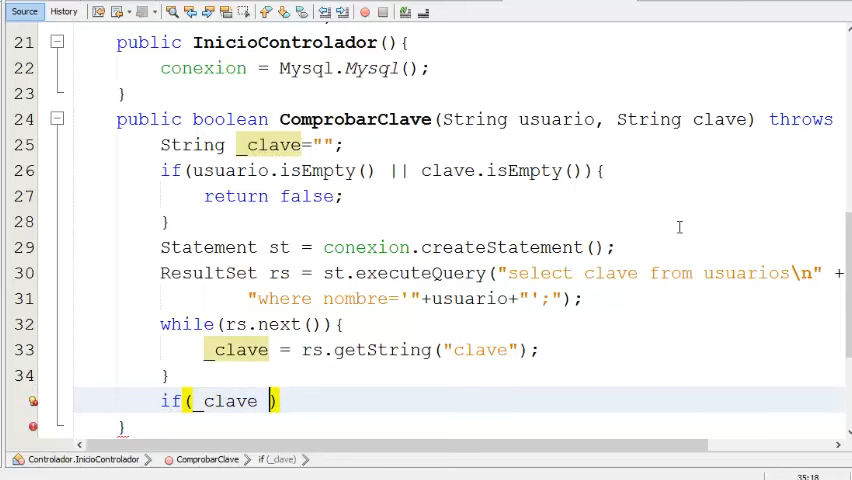 Source History
21 public InicioControlador(){
22 conexion = Mysql.Mysql();
23 }
24 public boolean ComprobarClave(String usuario, String clave) throws
25 String _clave="";
26 if(usuario.isEmpty() || clave.isEmpty()){
27 return false;
28 }
29 Statement st = conexion.createStatement();
30 ResultSet rs = st.executeQuery("select clave from usuarios\n" +
31 "where nombre='"+usuario+"';");
32 while(rs.next()){
33 _clave = rs.getString("clave");
34 }
if(_clave )
}
Controlador.InicioControlador ComprobarClave if (_clave)
35:18